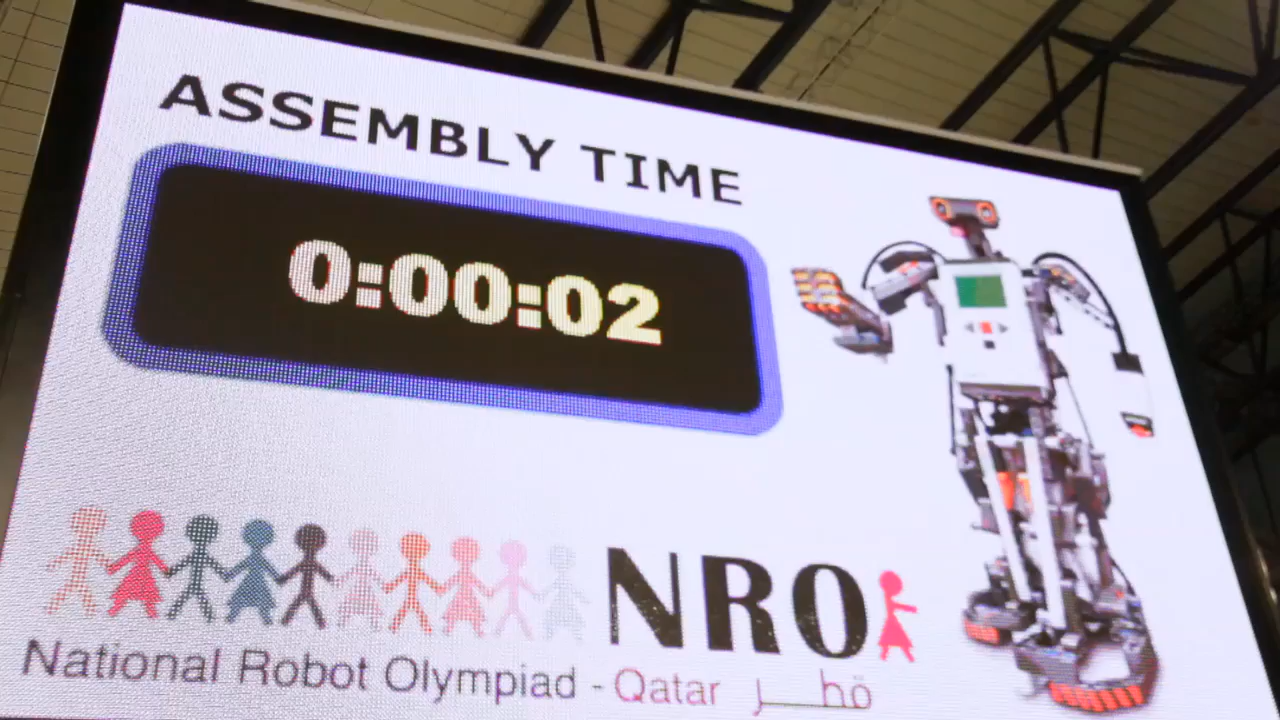 ASSEMBLY TIME
0:00:02
NRO
National Robot Olympiad - Qatar قطر